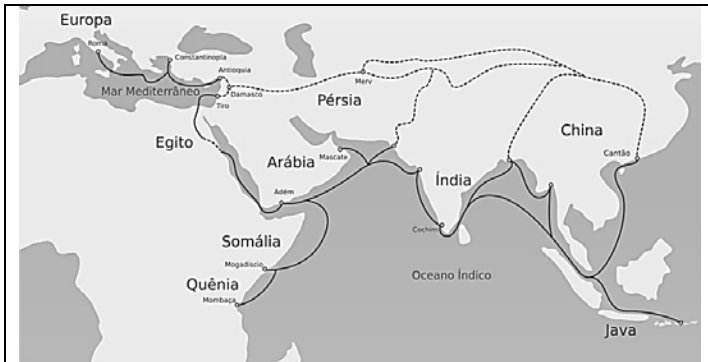 Europa
Roma
Constantinopla
Antioquia
Mar Mediterrâneo
Damasco
Tiro
Merv
Pérsia
China
Egito
Cantão
Arábia
Mascate
Índia
Adém
Cochim
Somália
Mogadíscio
Oceano Índico
Quênia
Mombaça
Java